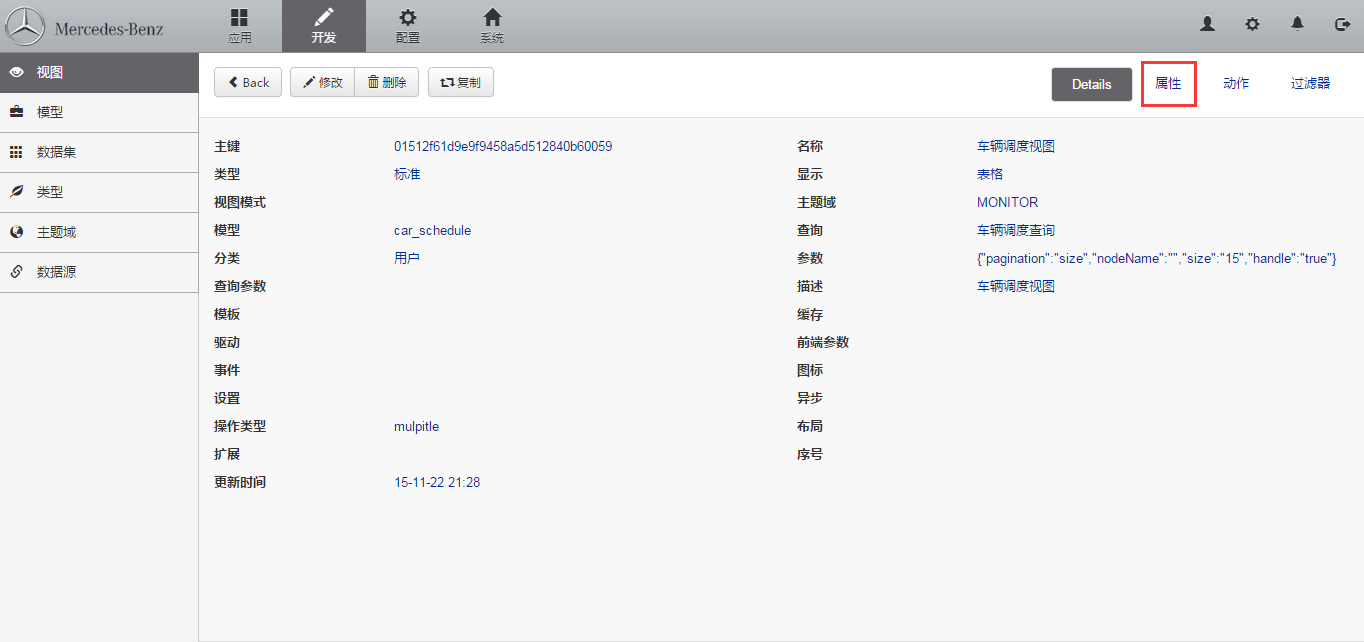 Mercedes-Benz
应用
开发
配置
系统
视图
模型
数据集
类型
主题域
数据源
Back 修改 删除 复制 Details 属性 动作 过滤器
主键 01512f61d9e9f9458a5d512840b60059 名称 车辆调度视图
类型 标准 显示 表格
视图模式 主题域 MONITOR
模型 car_schedule 查询 车辆调度查询
分类 用户 参数 {"pagination":"size","nodeName":"","size":"15","handle":"true"}
查询参数 描述 车辆调度视图
模板 缓存
驱动 前端参数
事件 图标
设置 异步
操作类型 mulpitle 布局
扩展 序号
更新时间 15-11-22 21:28